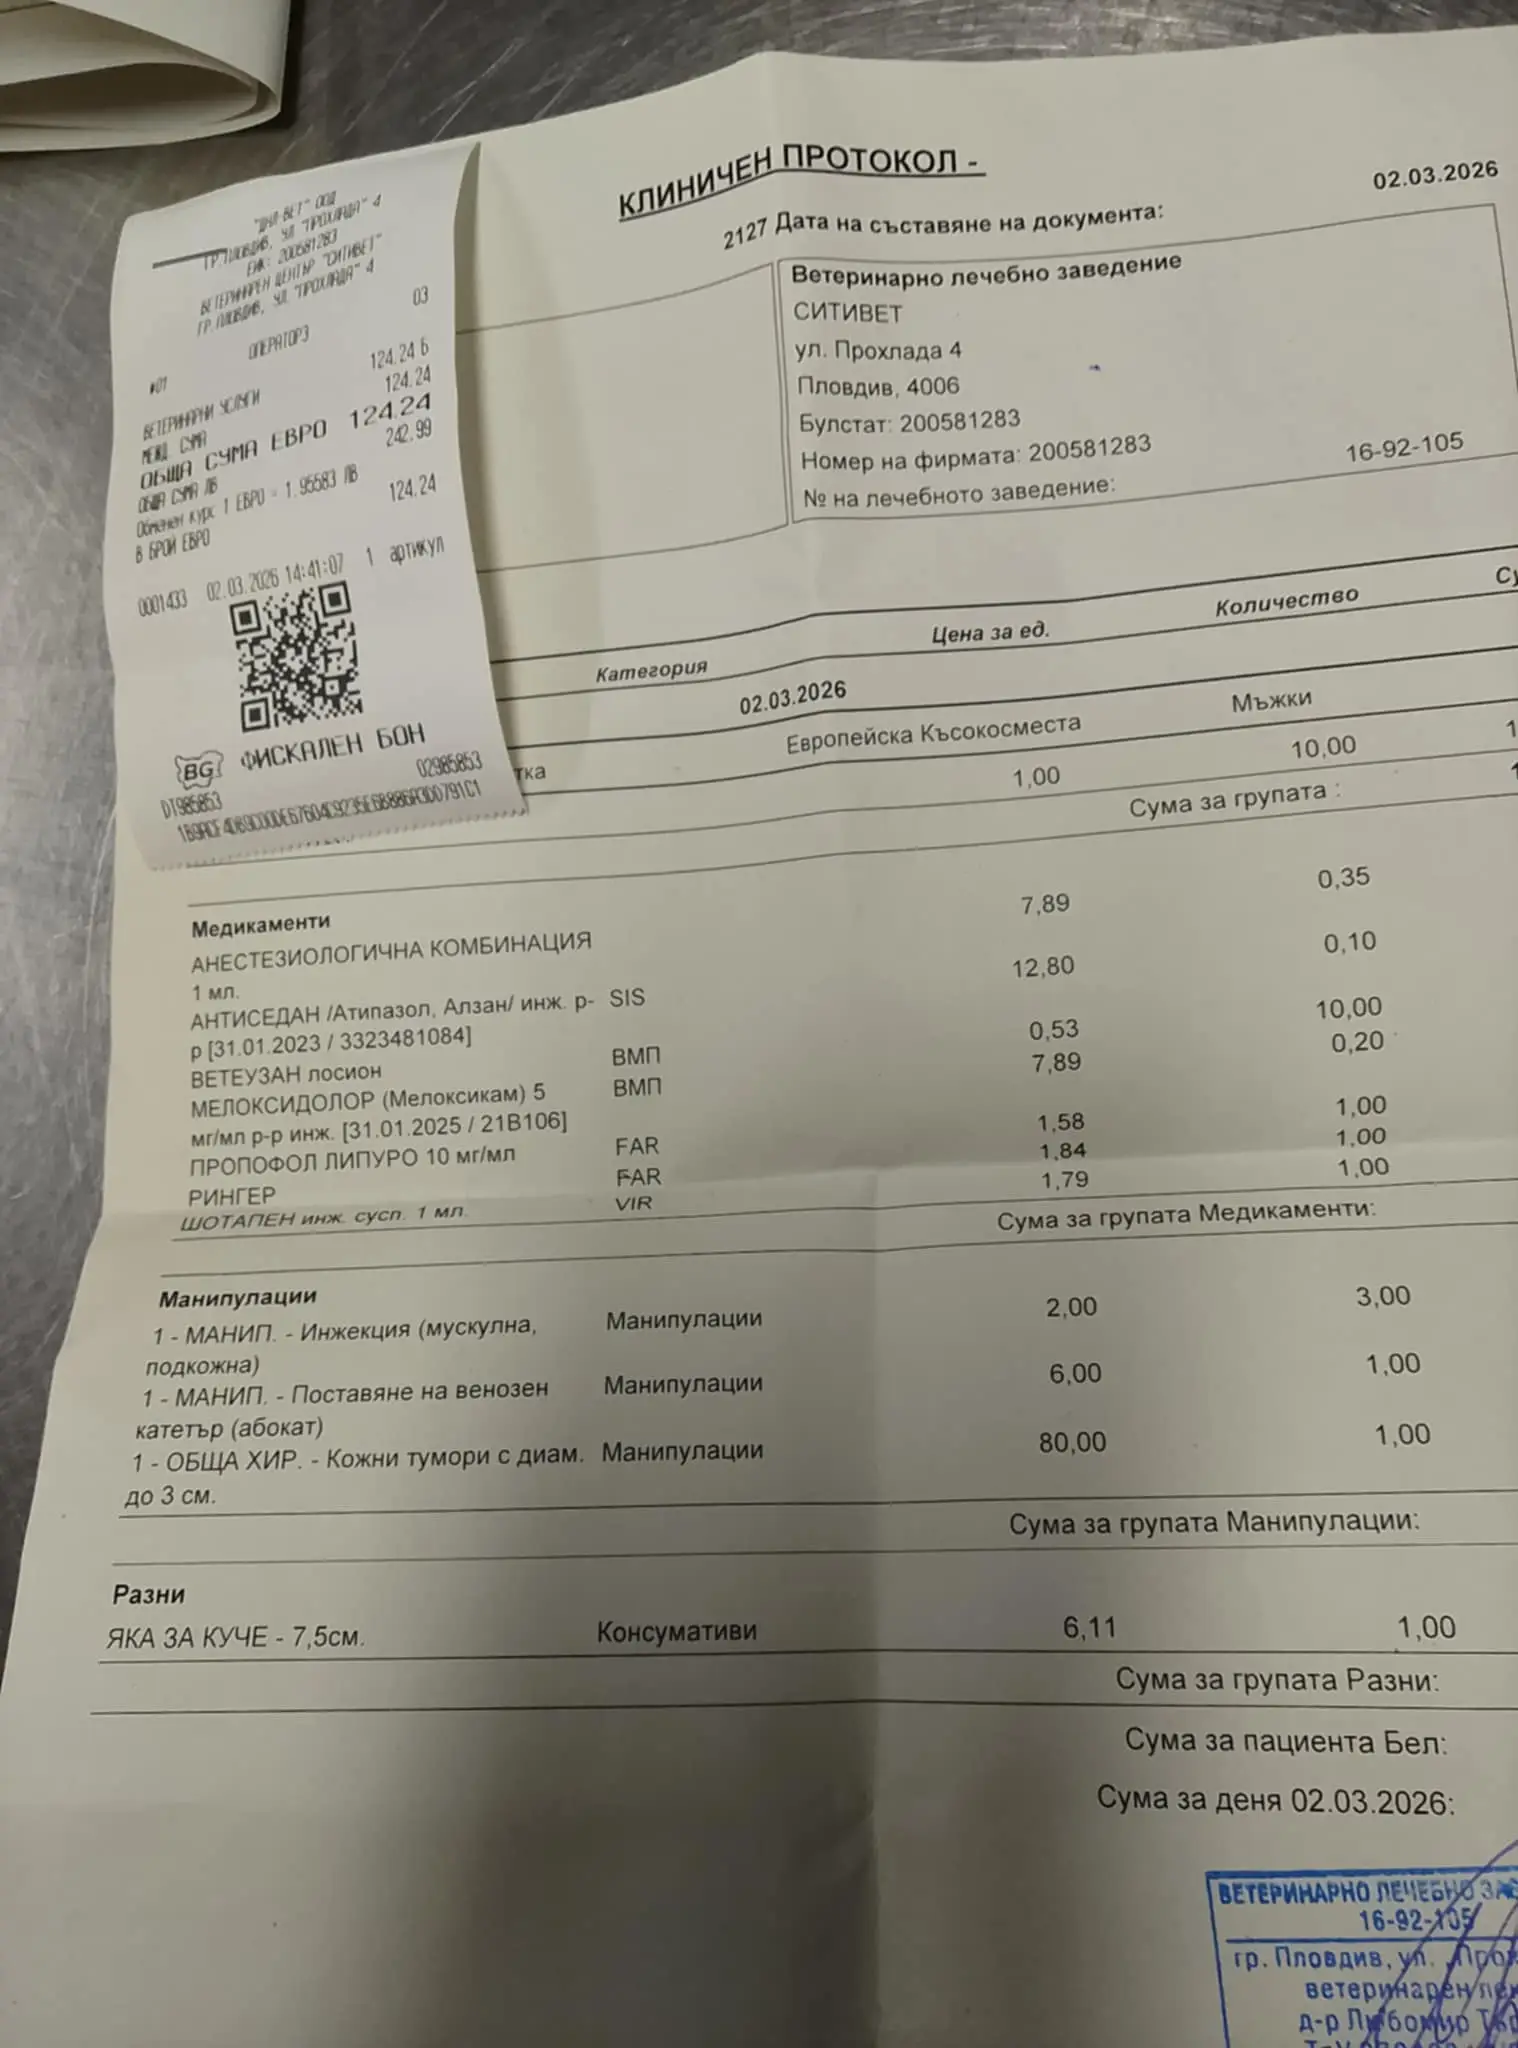 "ДНЛ-ВЕТ" ООД
ГР.ПЛОВДИВ, УЛ "ПРОХЛАДА" 4
ЕИК: 200581283
ВЕТЕРИНАРЕН ЦЕНТЪР "СИТИВЕТ"
ГР.ПЛОВДИВ, УЛ. "ПРОХЛАДА" 4
03
ОПЕРАТОР3
#01
ВЕТЕРИНАРНИ УСЛУГИ 124.24 Б
МЕЖД. СУМА 124.24
ОБЩА СУМА ЕВРО 124.24
ОБЩА СУМА ЛВ 242.99
Обменен курс 1 ЕВРО = 1.95583 ЛВ
В БРОЙ ЕВРО 124.24
0001433 02.03.2026 14:41:07 1 артикул
BG ФИСКАЛЕН БОН
DT985853 02985853
КЛИНИЧЕН ПРОТОКОЛ -
2127 Дата на съставяне на документа: 02.03.2026
Ветеринарно лечебно заведение
СИТИВЕТ
ул. Прохлада 4
Пловдив, 4006
Булстат: 200581283
Номер на фирмата: 200581283
№ на лечебното заведение: 16-92-105
Категория Цена за ед. Количество
02.03.2026
Европейска Късокосместа Мъжки
тка 1,00 10,00
Сума за групата :
Медикаменти
АНЕСТЕЗИОЛОГИЧНА КОМБИНАЦИЯ 7,89 0,35
1 мл.
АНТИСЕДАН /Атипазол, Алзан/ инж. р- SIS 12,80 0,10
р [31.01.2023 / 3323481084]
ВЕТЕУЗАН лосион ВМП 0,53 10,00
МЕЛОКСИДОЛОР (Мелоксикам) 5 ВМП 7,89 0,20
мг/мл р-р инж. [31.01.2025 / 21B106]
ПРОПОФОЛ ЛИПУРО 10 мг/мл FAR 1,58 1,00
РИНГЕР FAR 1,84 1,00
ШОТАПЕН инж. сусп. 1 мл. VIR 1,79 1,00
Сума за групата Медикаменти:
Манипулации
1 - МАНИП. - Инжекция (мускулна, Манипулации 2,00 3,00
подкожна)
1 - МАНИП. - Поставяне на венозен Манипулации 6,00 1,00
катетър (абокат)
1 - ОБЩА ХИР. - Кожни тумори с диам. Манипулации 80,00 1,00
до 3 см.
Сума за групата Манипулации:
Разни
ЯКА ЗА КУЧЕ - 7,5см. Консумативи 6,11 1,00
Сума за групата Разни:
Сума за пациента Бел:
Сума за деня 02.03.2026:
ВЕТЕРИНАРНО ЛЕЧЕБНО
16-92-105
гр. Пловдив, ул.
ветеринарен
д-р Любомир